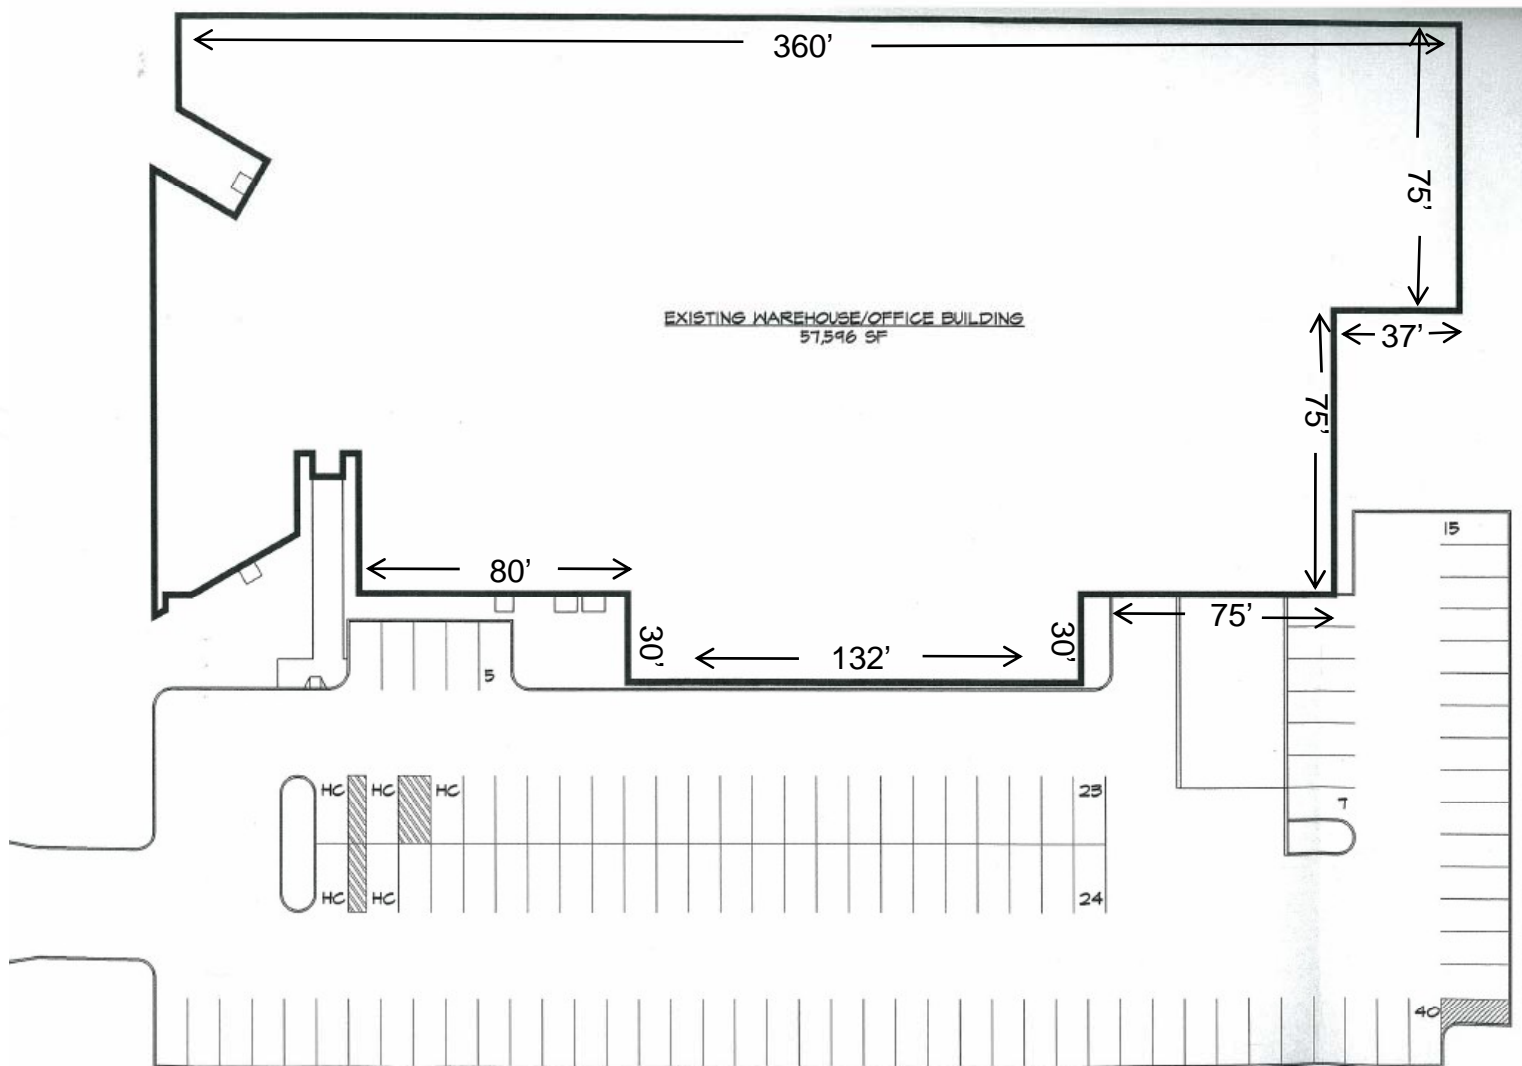 360’
75’
EXISTING WAREHOUSE/OFFICE BUILDING
57,596 SF
37’
75’
15
80’
75’
30’
132’
30’
5
7
HC
HC
HC
23
HC
HC
24
40